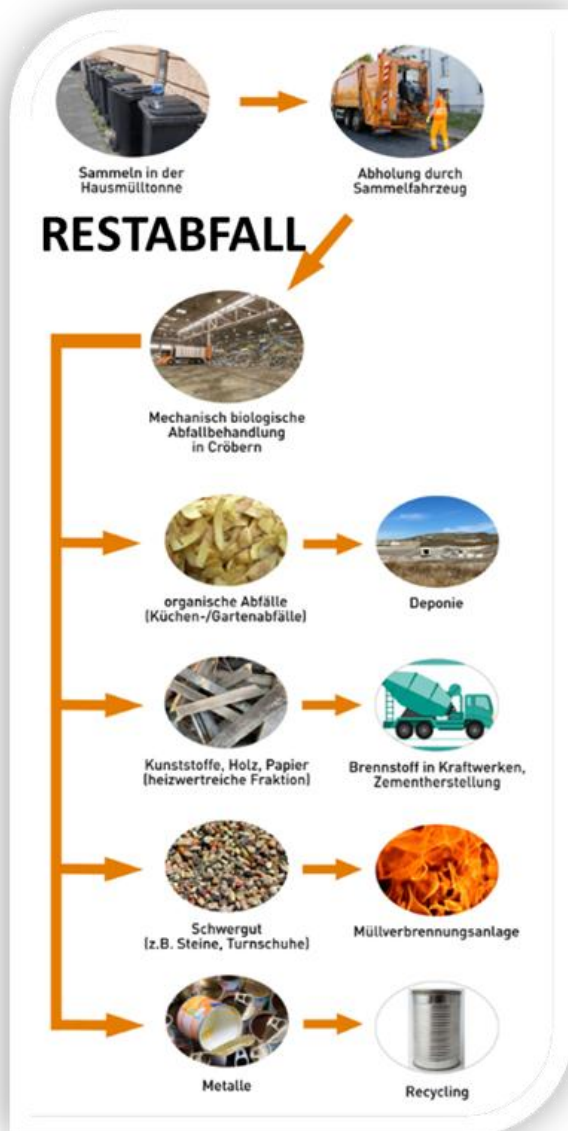 Sammeln in der
Hausmülltonne
Abholung durch
Sammelfahrzeug
RESTABFALL
Mechanisch biologische
Abfallbehandlung
in Cröbern
organische Abfälle
(Küchen-/Gartenabfälle)
Deponie
Kunststoffe, Holz, Papier
(heizwertreiche Fraktion)
Brennstoff in Kraftwerken,
Zementherstellung
Schwergut
(z.B. Steine, Turnschuhe)
Müllverbrennungsanlage
Metalle
Recycling